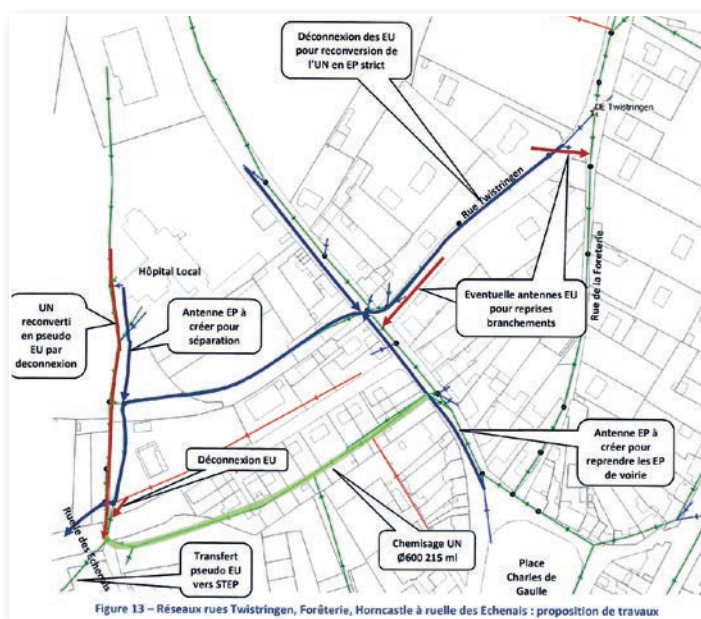 Déconnexion des EU
pour reconversion de
l'UN en EP strict
DE Twistringen
Rue Twistringen
Rue de la Foreterie
Hôpital Local
UN
reconverti
en pseudo
EU par
deconnexion
Antenne EP à
créer pour
séparation
Eventuelle antennes EU
pour reprises
branchements
Antenne EP à
créer pour
reprendre les EP
de voirie
Déconnexion EU
Ruelle des Echenais
Chemisage UN
Ø600 215 ml
Transfert
pseudo EU
vers STEP
Place
Charles de
Gaulle
Figure 13 – Réseaux rues Twistringen, Forêterie, Horncastle à ruelle des Echenais : proposition de travaux